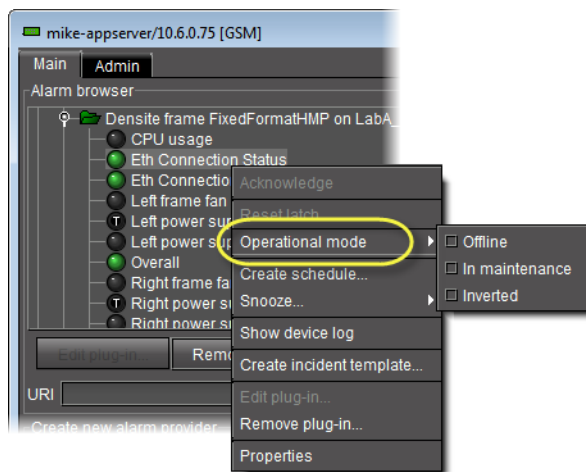 mike-appserver/10.6.0.75 [GSM]
Main Admin
Alarm browser
Densite frame FixedFormatHMP on LabA_
CPU usage
Eth Connection Status
Eth Connectio
Left frame fan
T Left power sup
Left power sup
Overall
Right frame fa
T Right power s
Right power s
Acknowledge
Reset latch
Operational mode
Create schedule...
Snooze...
Show device log
Create incident template...
Edit plug-in...
Remove plug-in...
Properties
Offline
In maintenance
Inverted
Edit plug-in... Remo
URI
Create new alarm provider